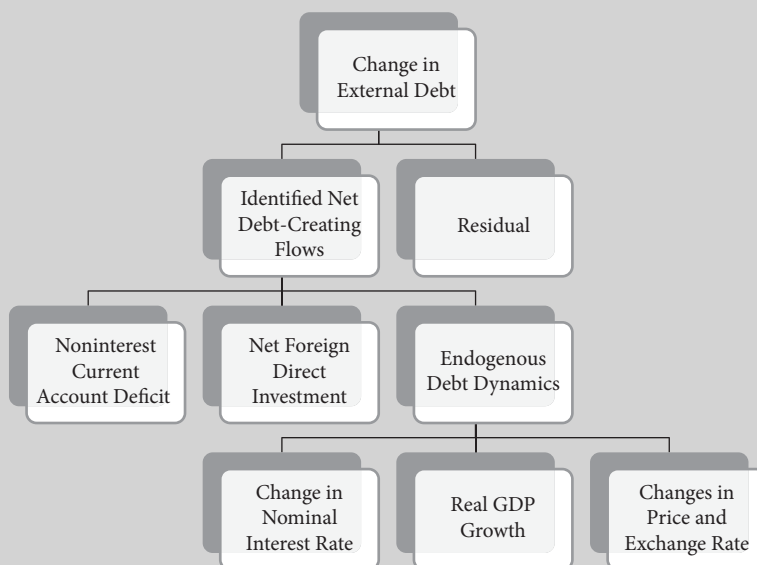 Change in
External Debt
Identified Net
Debt-Creating
Flows
Residual
Noninterest
Current
Account Deficit
Net Foreign
Direct
Investment
Endogenous
Debt Dynamics
Change in
Nominal
Interest Rate
Real GDP
Growth
Changes in
Price and
Exchange Rate